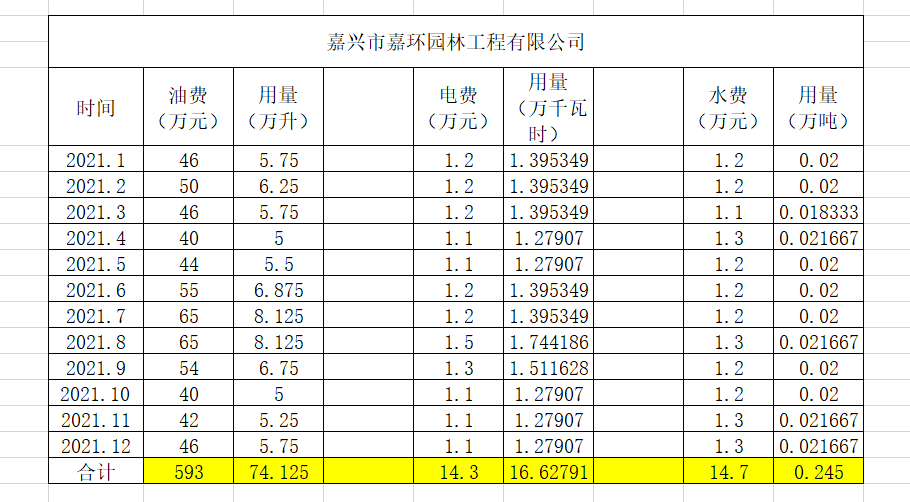 嘉兴市嘉环园林工程有限公司
时间 油费（万元） 用量（万升） 电费（万元） 用量（万千瓦时） 水费（万元） 用量（万吨）
2021.1 46 5.75 1.2 1.395349 1.2 0.02
2021.2 50 6.25 1.2 1.395349 1.2 0.02
2021.3 46 5.75 1.2 1.395349 1.1 0.018333
2021.4 40 5 1.1 1.27907 1.3 0.021667
2021.5 44 5.5 1.1 1.27907 1.2 0.02
2021.6 55 6.875 1.2 1.395349 1.2 0.02
2021.7 65 8.125 1.2 1.395349 1.2 0.02
2021.8 65 8.125 1.5 1.744186 1.3 0.021667
2021.9 54 6.75 1.3 1.511628 1.2 0.02
2021.10 40 5 1.1 1.27907 1.2 0.02
2021.11 42 5.25 1.1 1.27907 1.3 0.021667
2021.12 46 5.75 1.1 1.27907 1.3 0.021667
合计 593 74.125 14.3 16.62791 14.7 0.245